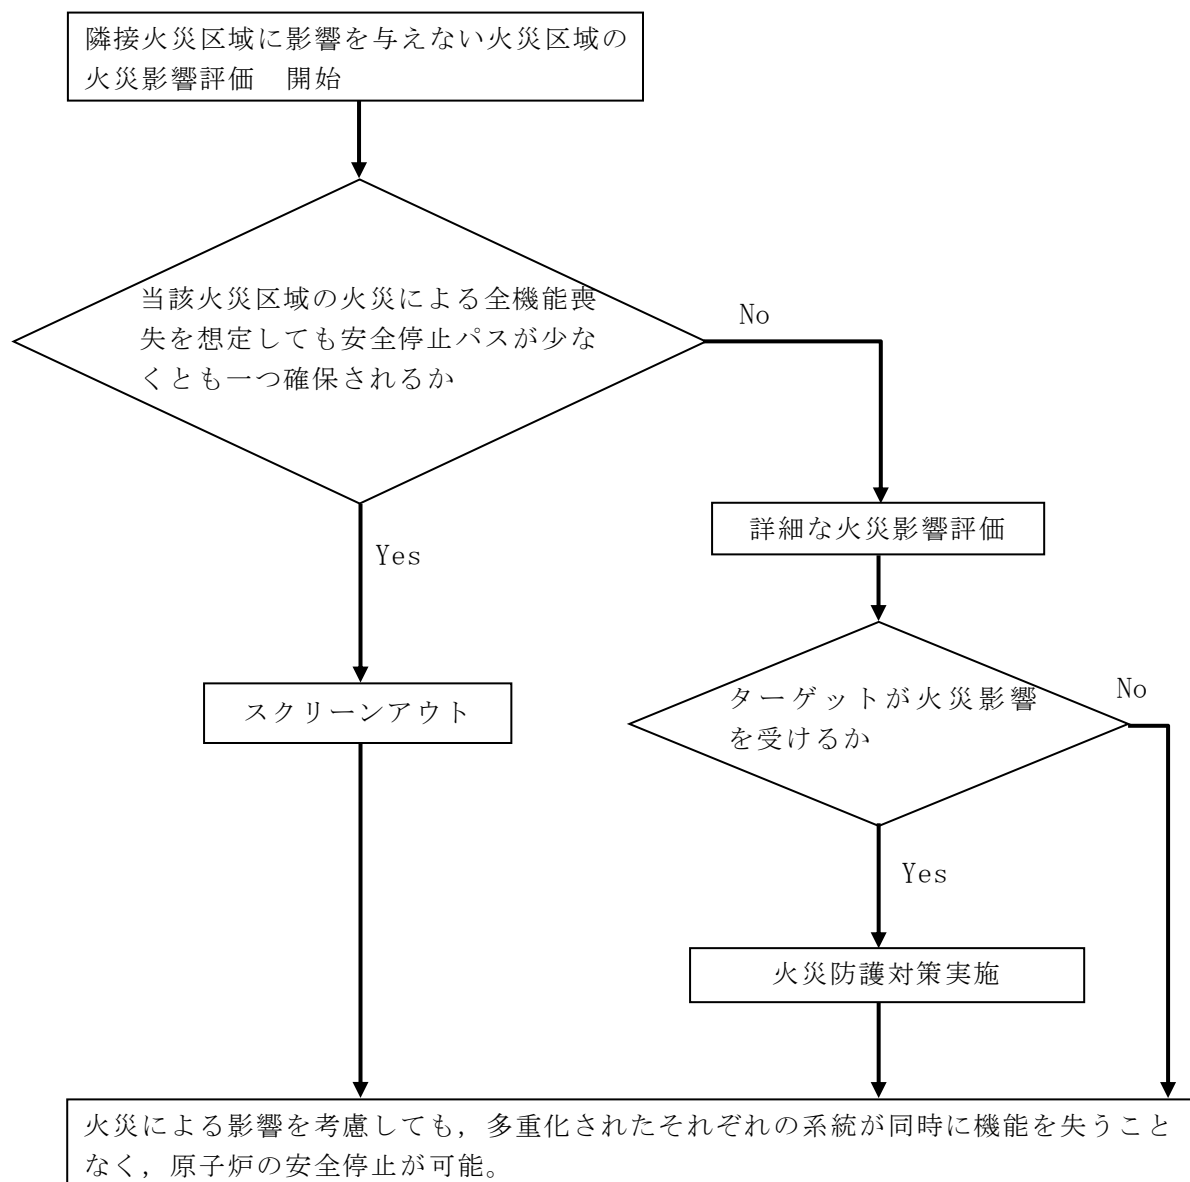 隣接火災区域に影響を与えない火災区域の
火災影響評価　開始
当該火災区域の火災による全機能喪
失を想定しても安全停止パスが少な
くとも一つ確保されるか
No
Yes
詳細な火災影響評価
スクリーンアウト
ターゲットが火災影響
を受けるか
No
Yes
火災防護対策実施
火災による影響を考慮しても，多重化されたそれぞれの系統が同時に機能を失うこと
なく，原子炉の安全停止が可能。